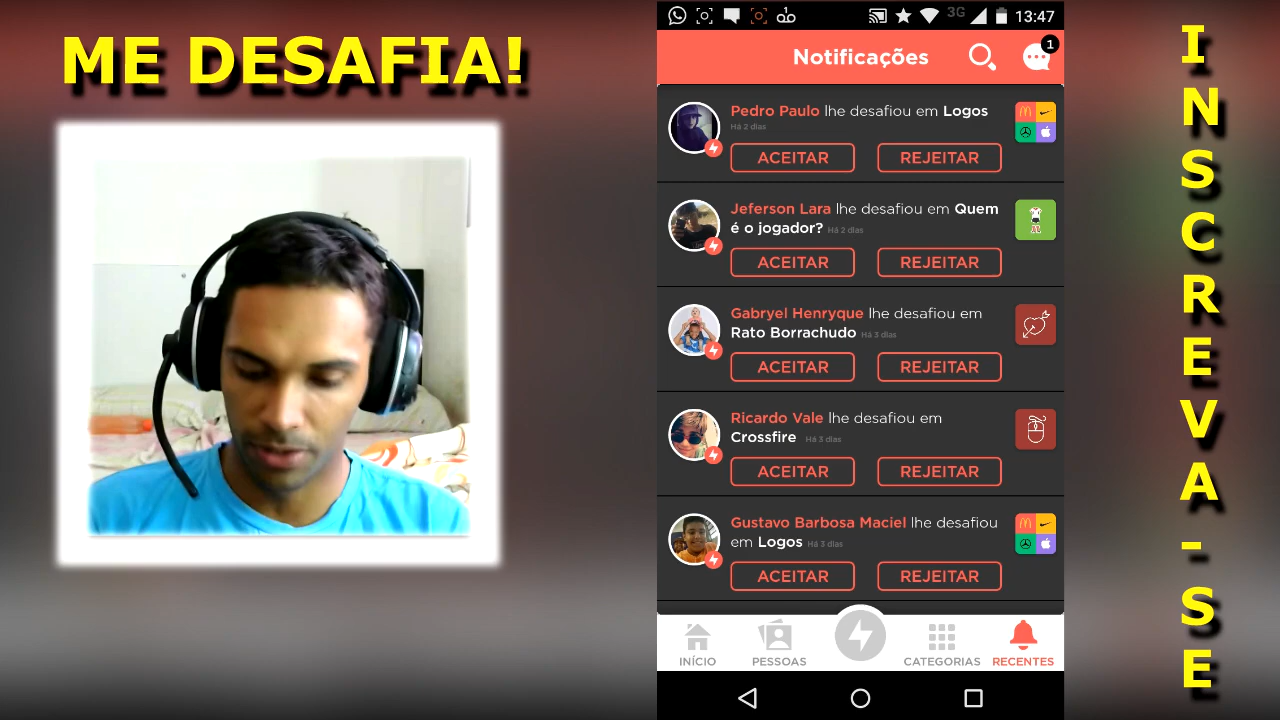 ME DESAFIA!
3G 13:47
Notificações
1
Pedro Paulo lhe desafiou em Logos
Há 2 dias
ACEITAR REJEITAR
Jeferson Lara lhe desafiou em Quem
é o jogador? Há 2 dias
ACEITAR REJEITAR
Gabryel Henryque lhe desafiou em
Rato Borrachudo Há 3 dias
ACEITAR REJEITAR
Ricardo Vale lhe desafiou em
Crossfire Há 3 dias
ACEITAR REJEITAR
Gustavo Barbosa Maciel lhe desafiou
em Logos Há 3 dias
ACEITAR REJEITAR
INÍCIO PESSOAS CATEGORIAS RECENTES
INSCREVA-SE